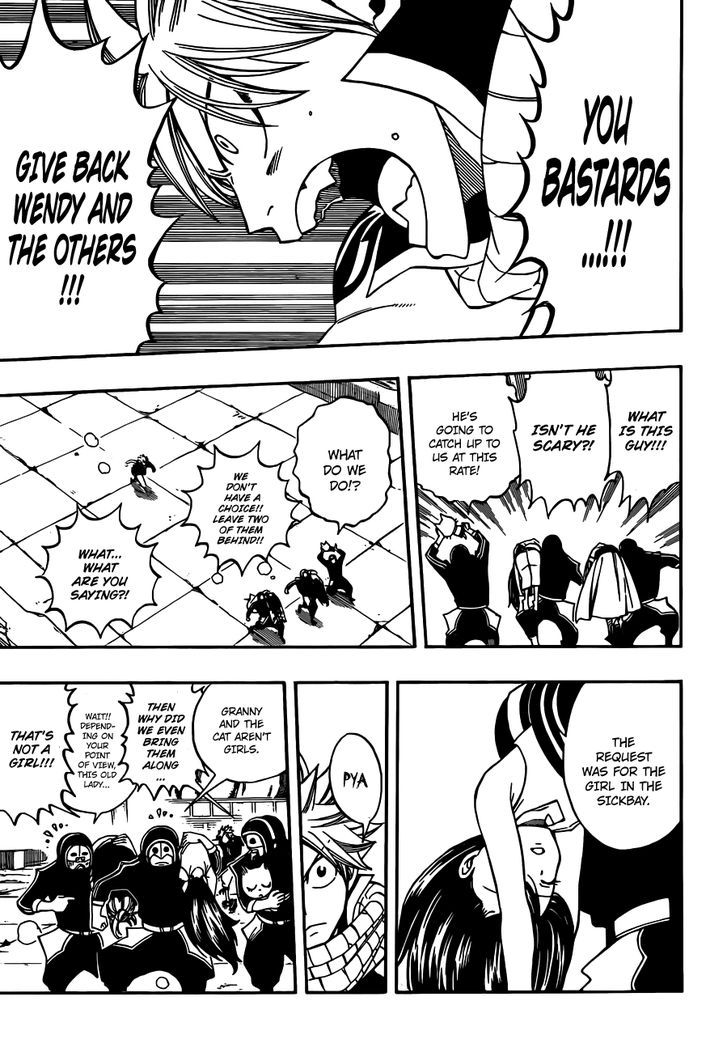 YOU
BASTARDS
...!!!
GIVE BACK
WENDY AND
THE OTHERS
!!!
WHAT
IS THIS
GUY!!!
ISN'T HE
SCARY?!
HE'S
GOING TO
CATCH UP TO
US AT THIS
RATE!
WHAT
DO WE
DO!?
WE
DON'T
HAVE A
CHOICE!!
LEAVE TWO
OF THEM
BEHIND!!
WHAT...
WHAT
ARE YOU
SAYING?!
THE
REQUEST
WAS FOR THE
GIRL IN THE
SICKBAY.
PYA
GRANNY
AND THE
CAT AREN'T
GIRLS.
THEN
WHY DID
WE EVEN
BRING
THEM
ALONG
...
WAIT!!
DEPEND-
ING ON
YOUR
POINT
OF VIEW,
THIS OLD
LADY...
THAT'S
NOT A
GIRL!!!